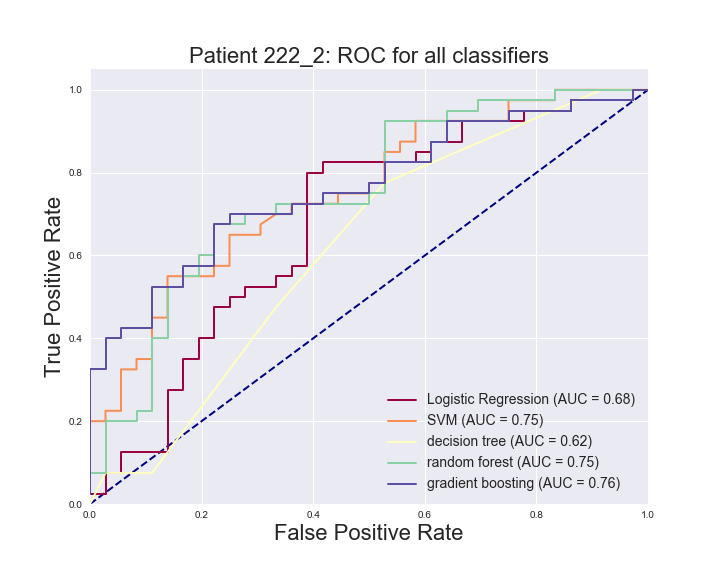 Patient 222_2: ROC for all classifiers
True Positive Rate
1.0
0.8
0.6
0.4
0.2
0.0
0.0 0.2 0.4 0.6 0.8 1.0
False Positive Rate
Logistic Regression (AUC = 0.68)
SVM (AUC = 0.75)
decision tree (AUC = 0.62)
random forest (AUC = 0.75)
gradient boosting (AUC = 0.76)